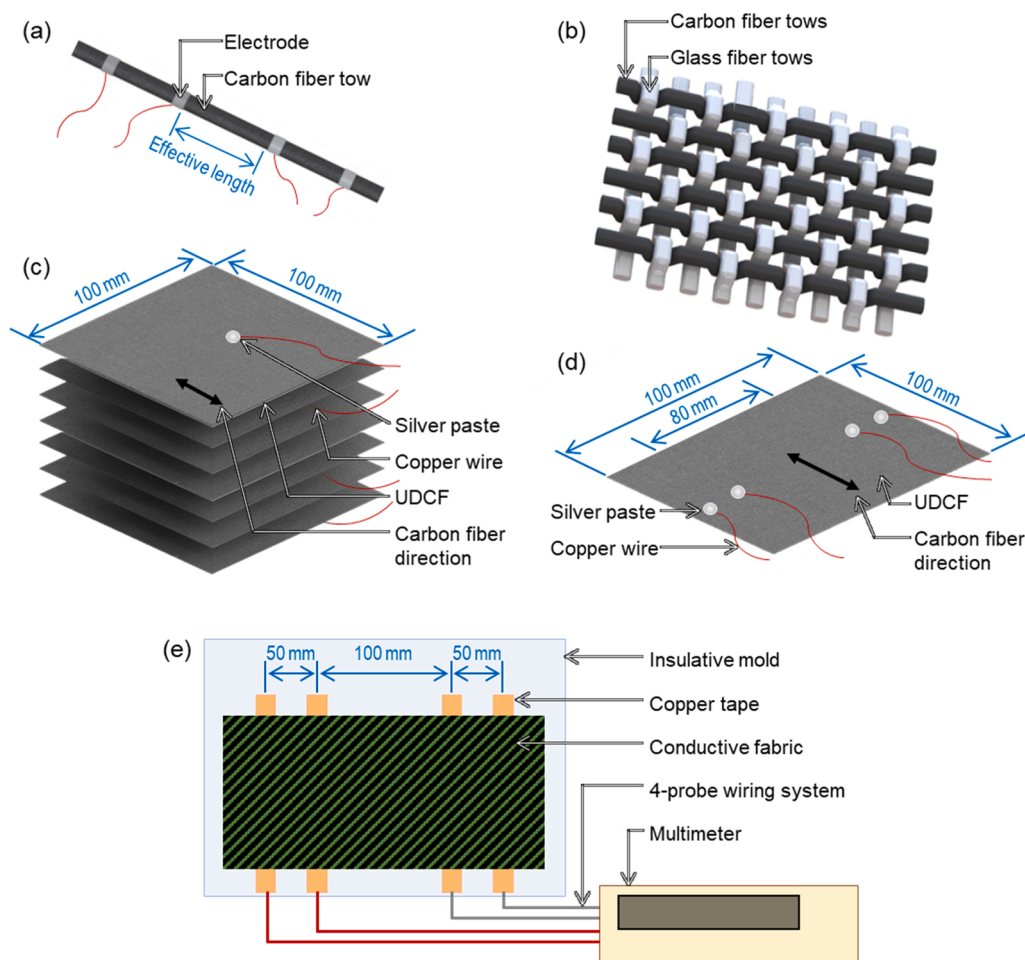 (a)
Electrode
Carbon fiber tow
Effective length
(b)
Carbon fiber tows
Glass fiber tows
(c)
100 mm
100 mm
Silver paste
Copper wire
UDCF
Carbon fiber
direction
(d)
100 mm
80 mm
100 mm
Silver paste
Copper wire
UDCF
Carbon fiber
direction
(e)
50 mm
100 mm
50 mm
Insulative mold
Copper tape
Conductive fabric
4-probe wiring system
Multimeter